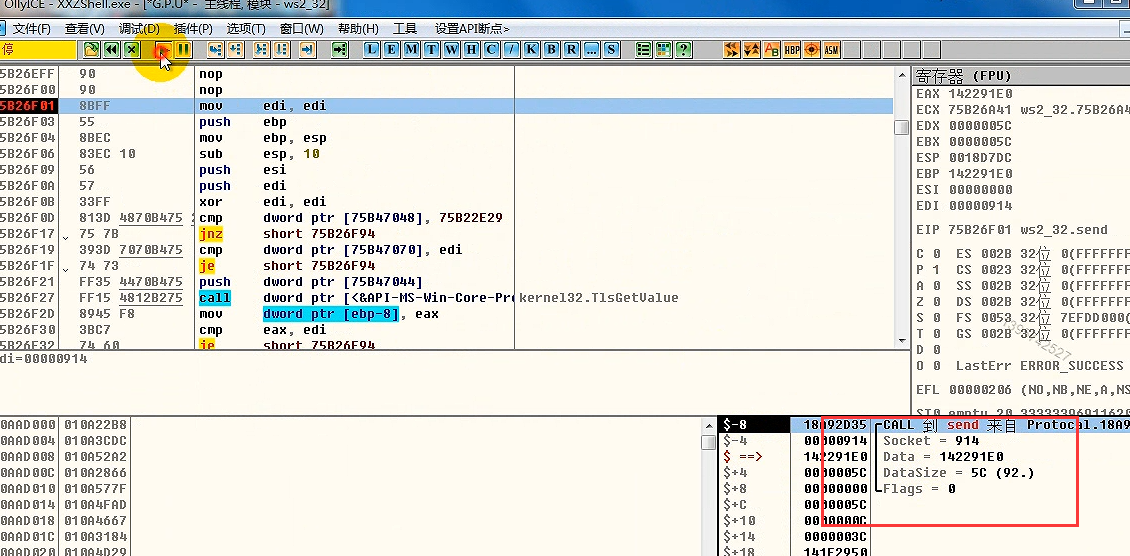 OllyICE - XXZShell.exe - [*G.P.U* - 主线程, 模块 - ws2_32]
文件(F) 查看(V) 调试(D) 插件(P) 选项(T) 窗口(W) 帮助(H) 工具 设置API断点>
停 L E M T W H C / K B R ... S HBP ASM
5B26EFF 90 nop
5B26F00 90 nop
5B26F01 8BFF mov edi, edi
5B26F03 55 push ebp
5B26F04 8BEC mov ebp, esp
5B26F06 83EC 10 sub esp, 10
5B26F09 56 push esi
5B26F0A 57 push edi
5B26F0B 33FF xor edi, edi
5B26F0D 813D 4870B475 cmp dword ptr [75B47048], 75B22E29
5B26F17 75 7B jnz short 75B26F94
5B26F19 393D 7070B475 cmp dword ptr [75B47070], edi
5B26F1F 74 73 je short 75B26F94
5B26F21 FF35 4470B475 push dword ptr [75B47044]
5B26F27 FF15 4812B275 call dword ptr [<&API-MS-Win-Core-Pro kernel32.TlsGetValue
5B26F2D 8945 F8 mov dword ptr [ebp-8], eax
5B26F30 3BC7 cmp eax, edi
5B26F32 74 60 je short 75B26F94
di=00000914
寄存器 (FPU)
EAX 142291E0
ECX 75B26A41 ws2_32.75B26A4
EDX 0000005C
EBX 0000005C
ESP 0018D7DC
EBP 142291E0
ESI 00000000
EDI 00000914
EIP 75B26F01 ws2_32.send
C 0 ES 002B 32位 0(FFFFFFF
P 1 CS 0023 32位 0(FFFFFFF
A 0 SS 002B 32位 0(FFFFFFF
Z 0 DS 002B 32位 0(FFFFFFF
S 0 FS 0053 32位 7EFDD000(
T 0 GS 002B 32位 0(FFFFFFF
D 0
O 0 LastErr ERROR_SUCCESS
EFL 00000206 (NO,NB,NE,A,NS
ST0 empty
0AAD000 010A22B8
0AAD004 010A3CDC
0AAD008 010A52A2
0AAD00C 010A2866
0AAD010 010A577F
0AAD014 010A4FAD
0AAD018 010A4667
0AAD01C 010A3184
0AAD020 010A4D29
$-8 18A92D35 CALL 到 send 来自 Protocal.18A9
$-4 00000914 Socket = 914
$ ==> 142291E0 Data = 142291E0
$+4 0000005C DataSize = 5C (92.)
$+8 00000000 Flags = 0
$+C 0000005C
$+10 0000000C
$+14 0000003C
$+18 141F2950